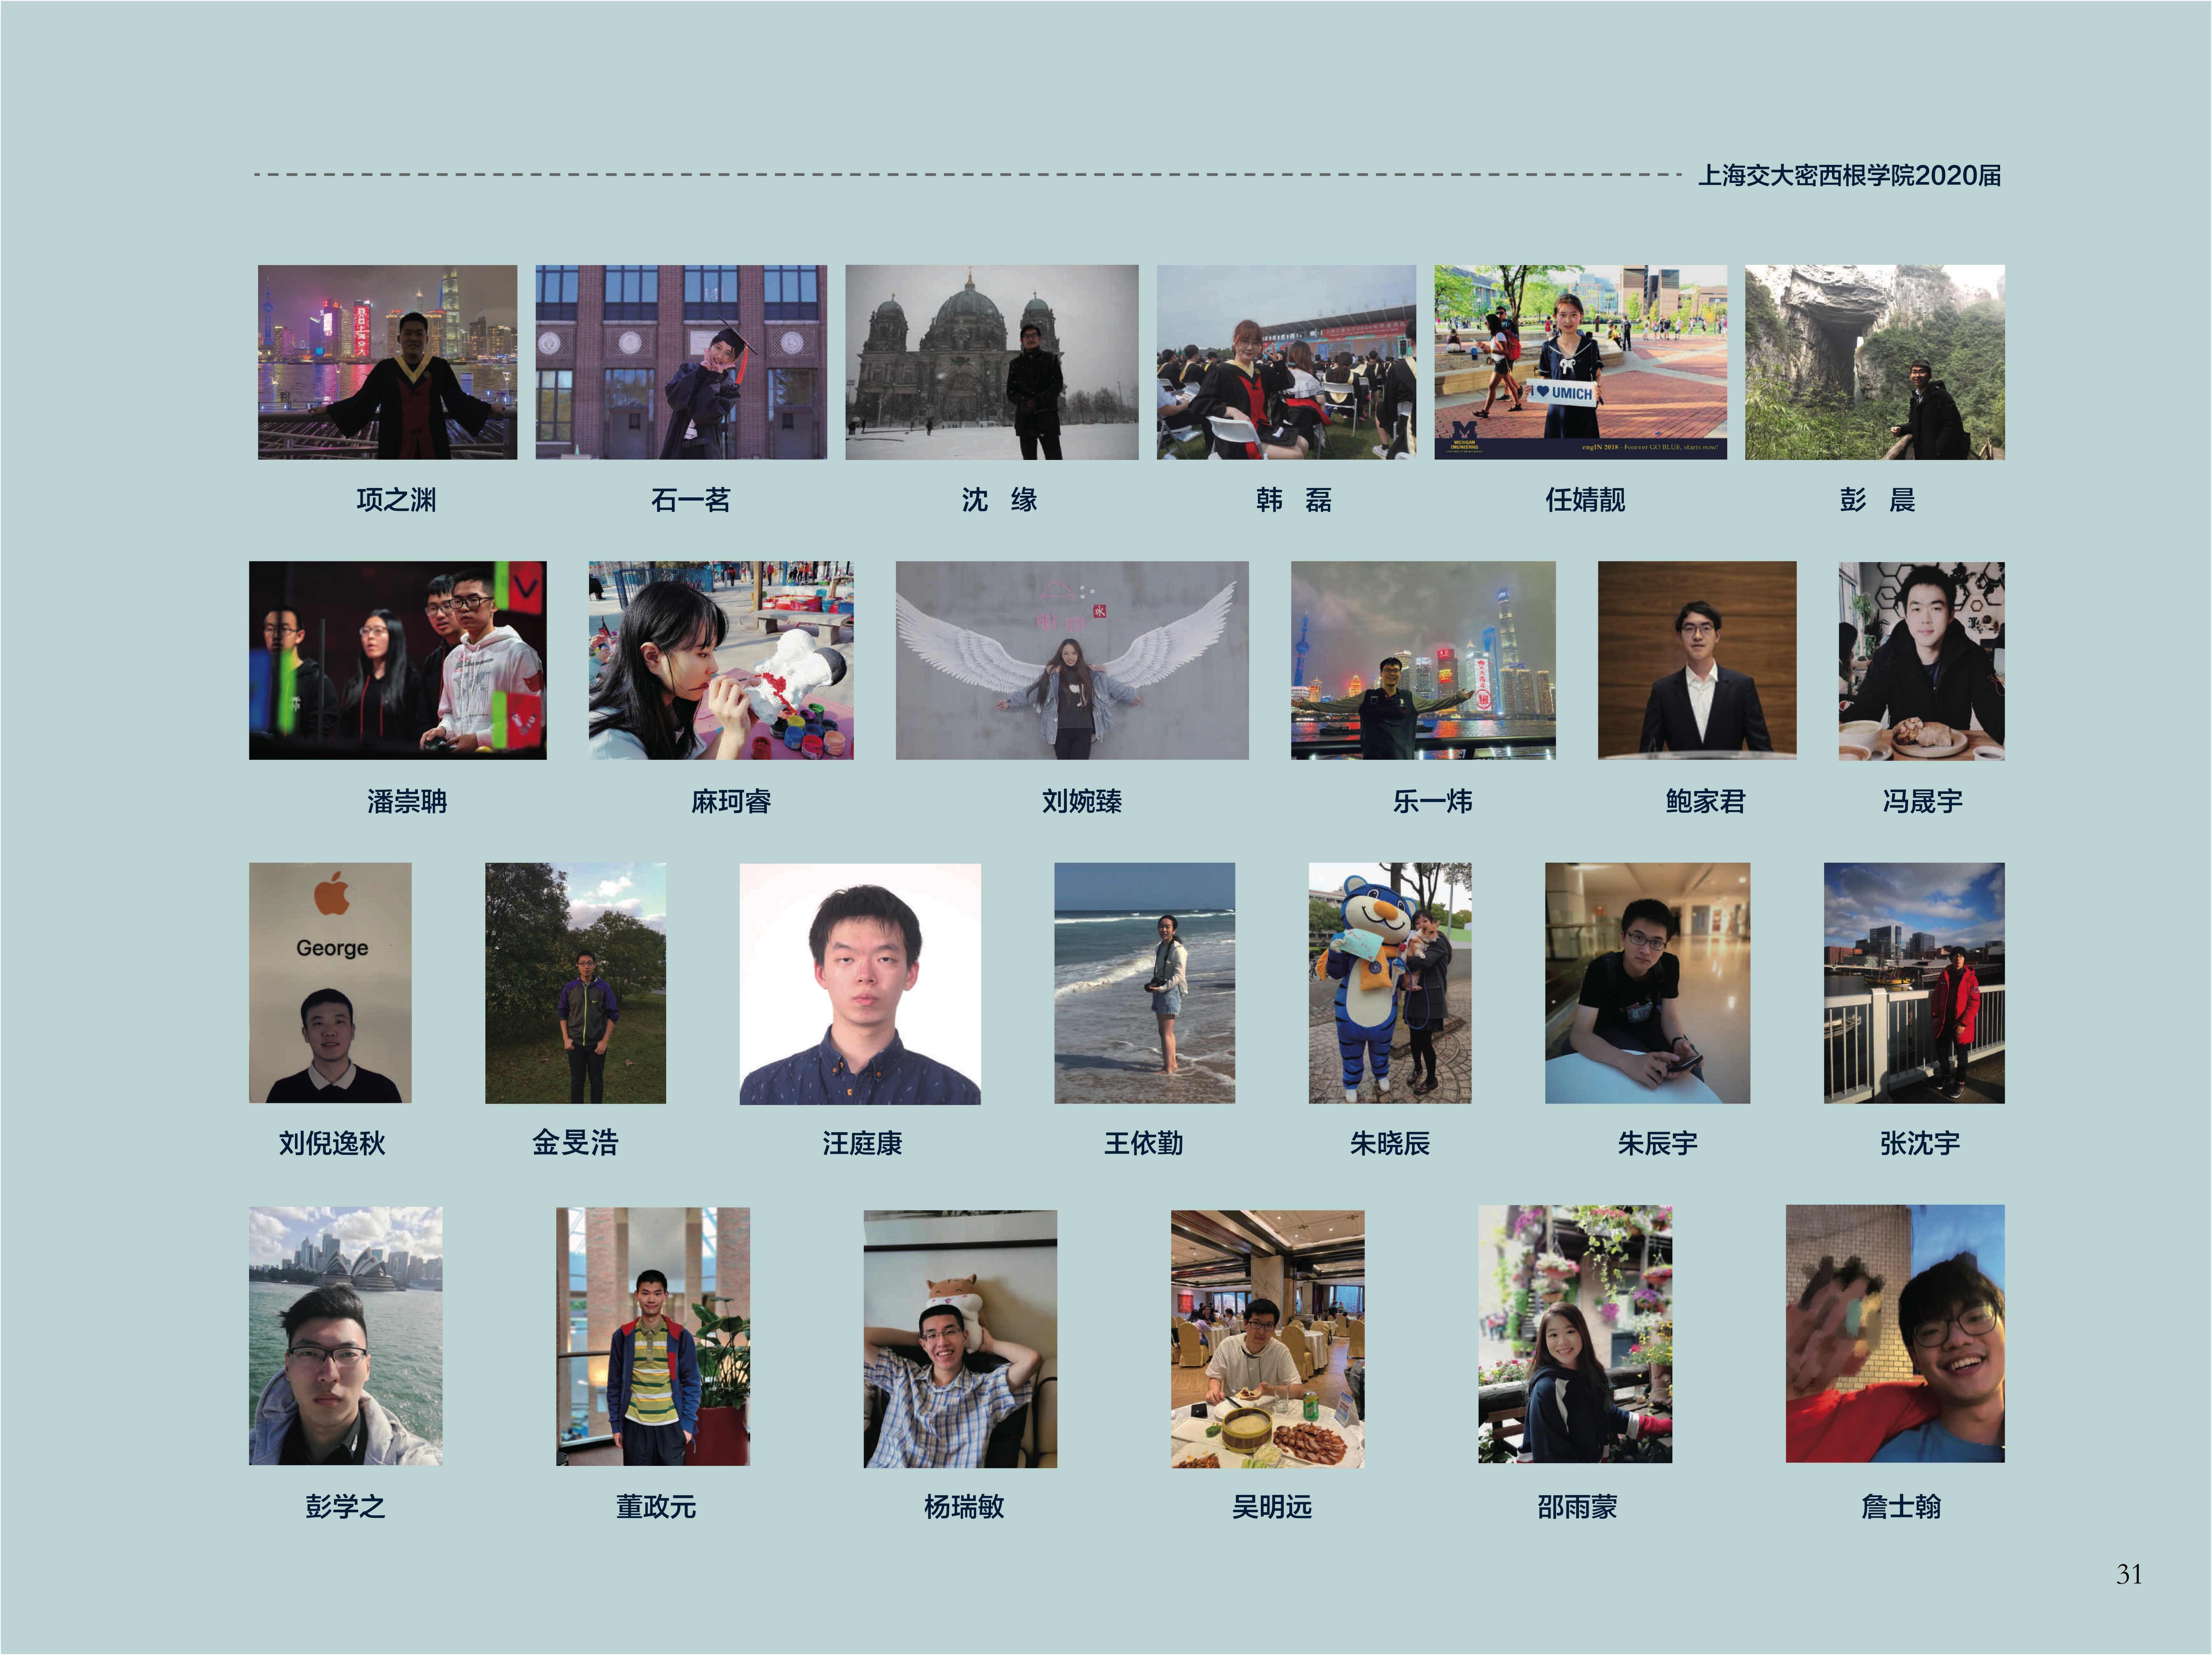 上海交大密西根学院2020届
I ♥ UMICH
M
MICHIGAN
ENGINEERING
engIN 2018 - Forever GO BLUE, starts now!
项之渊
石一茗
沈 缘
韩 磊
任婧靓
彭 晨
潘崇聃
麻珂睿
刘婉臻
乐一炜
鲍家君
冯晟宇
George
刘倪逸秋
金旻浩
汪庭康
王依勤
朱晓辰
朱辰宇
张沈宇
彭学之
董政元
杨瑞敏
吴明远
邵雨蒙
詹士翰
31